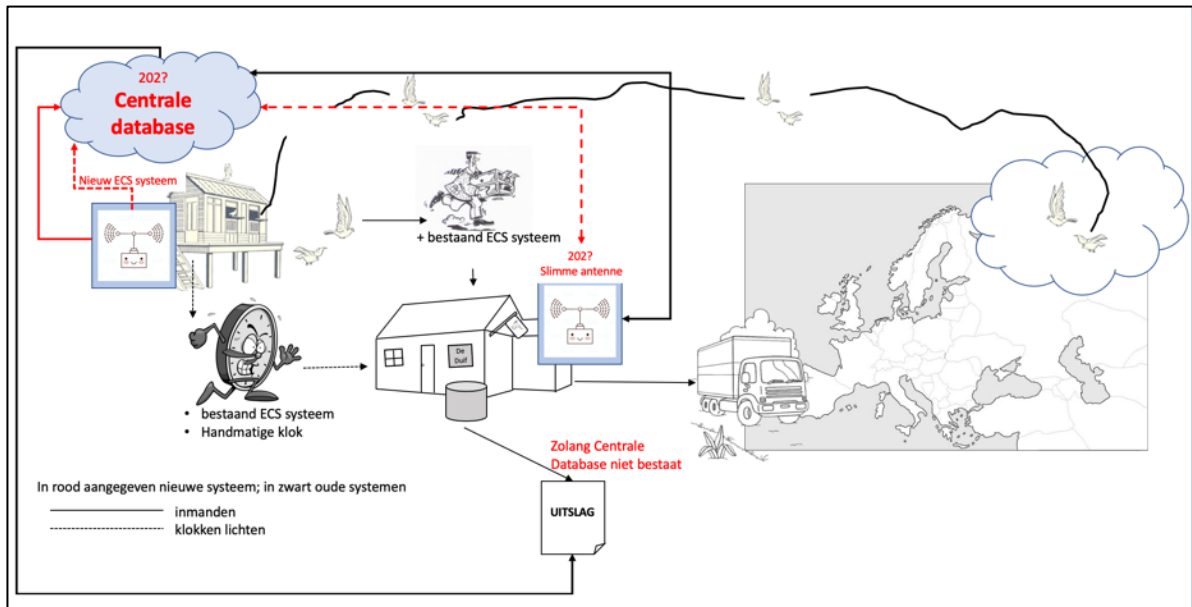 202?
Centrale
database
Nieuw ECS systeem
+ bestaand ECS systeem
202?
Slimme antenne
De
Duif
• bestaand ECS systeem
• Handmatige klok
Zolang Centrale
Database niet bestaat
In rood aangegeven nieuwe systeem; in zwart oude systemen
inmanden
klokken lichten
UITSLAG